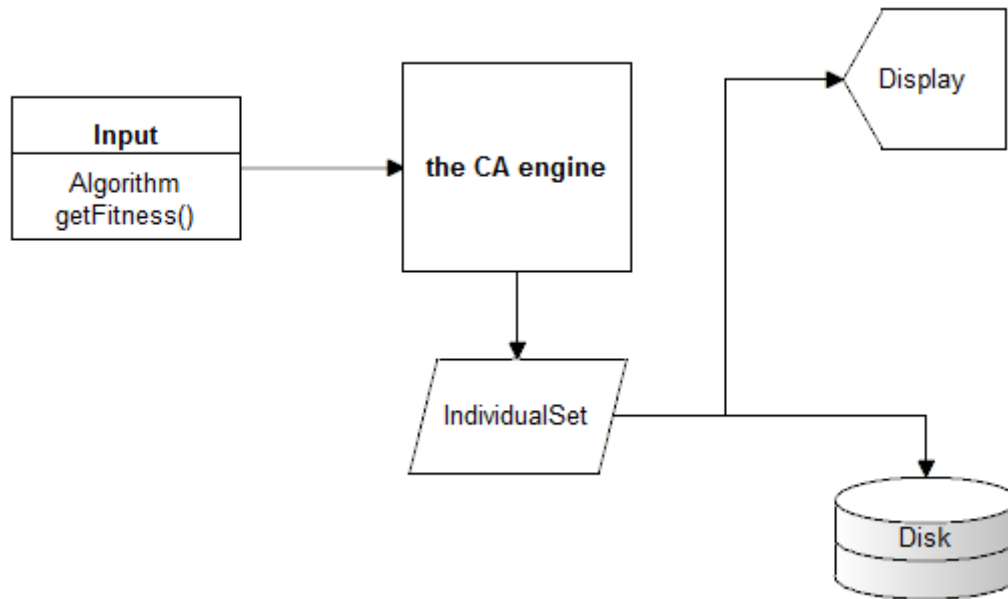 Input
Algorithm
getFitness()
the CA engine
IndividualSet
Display
Disk